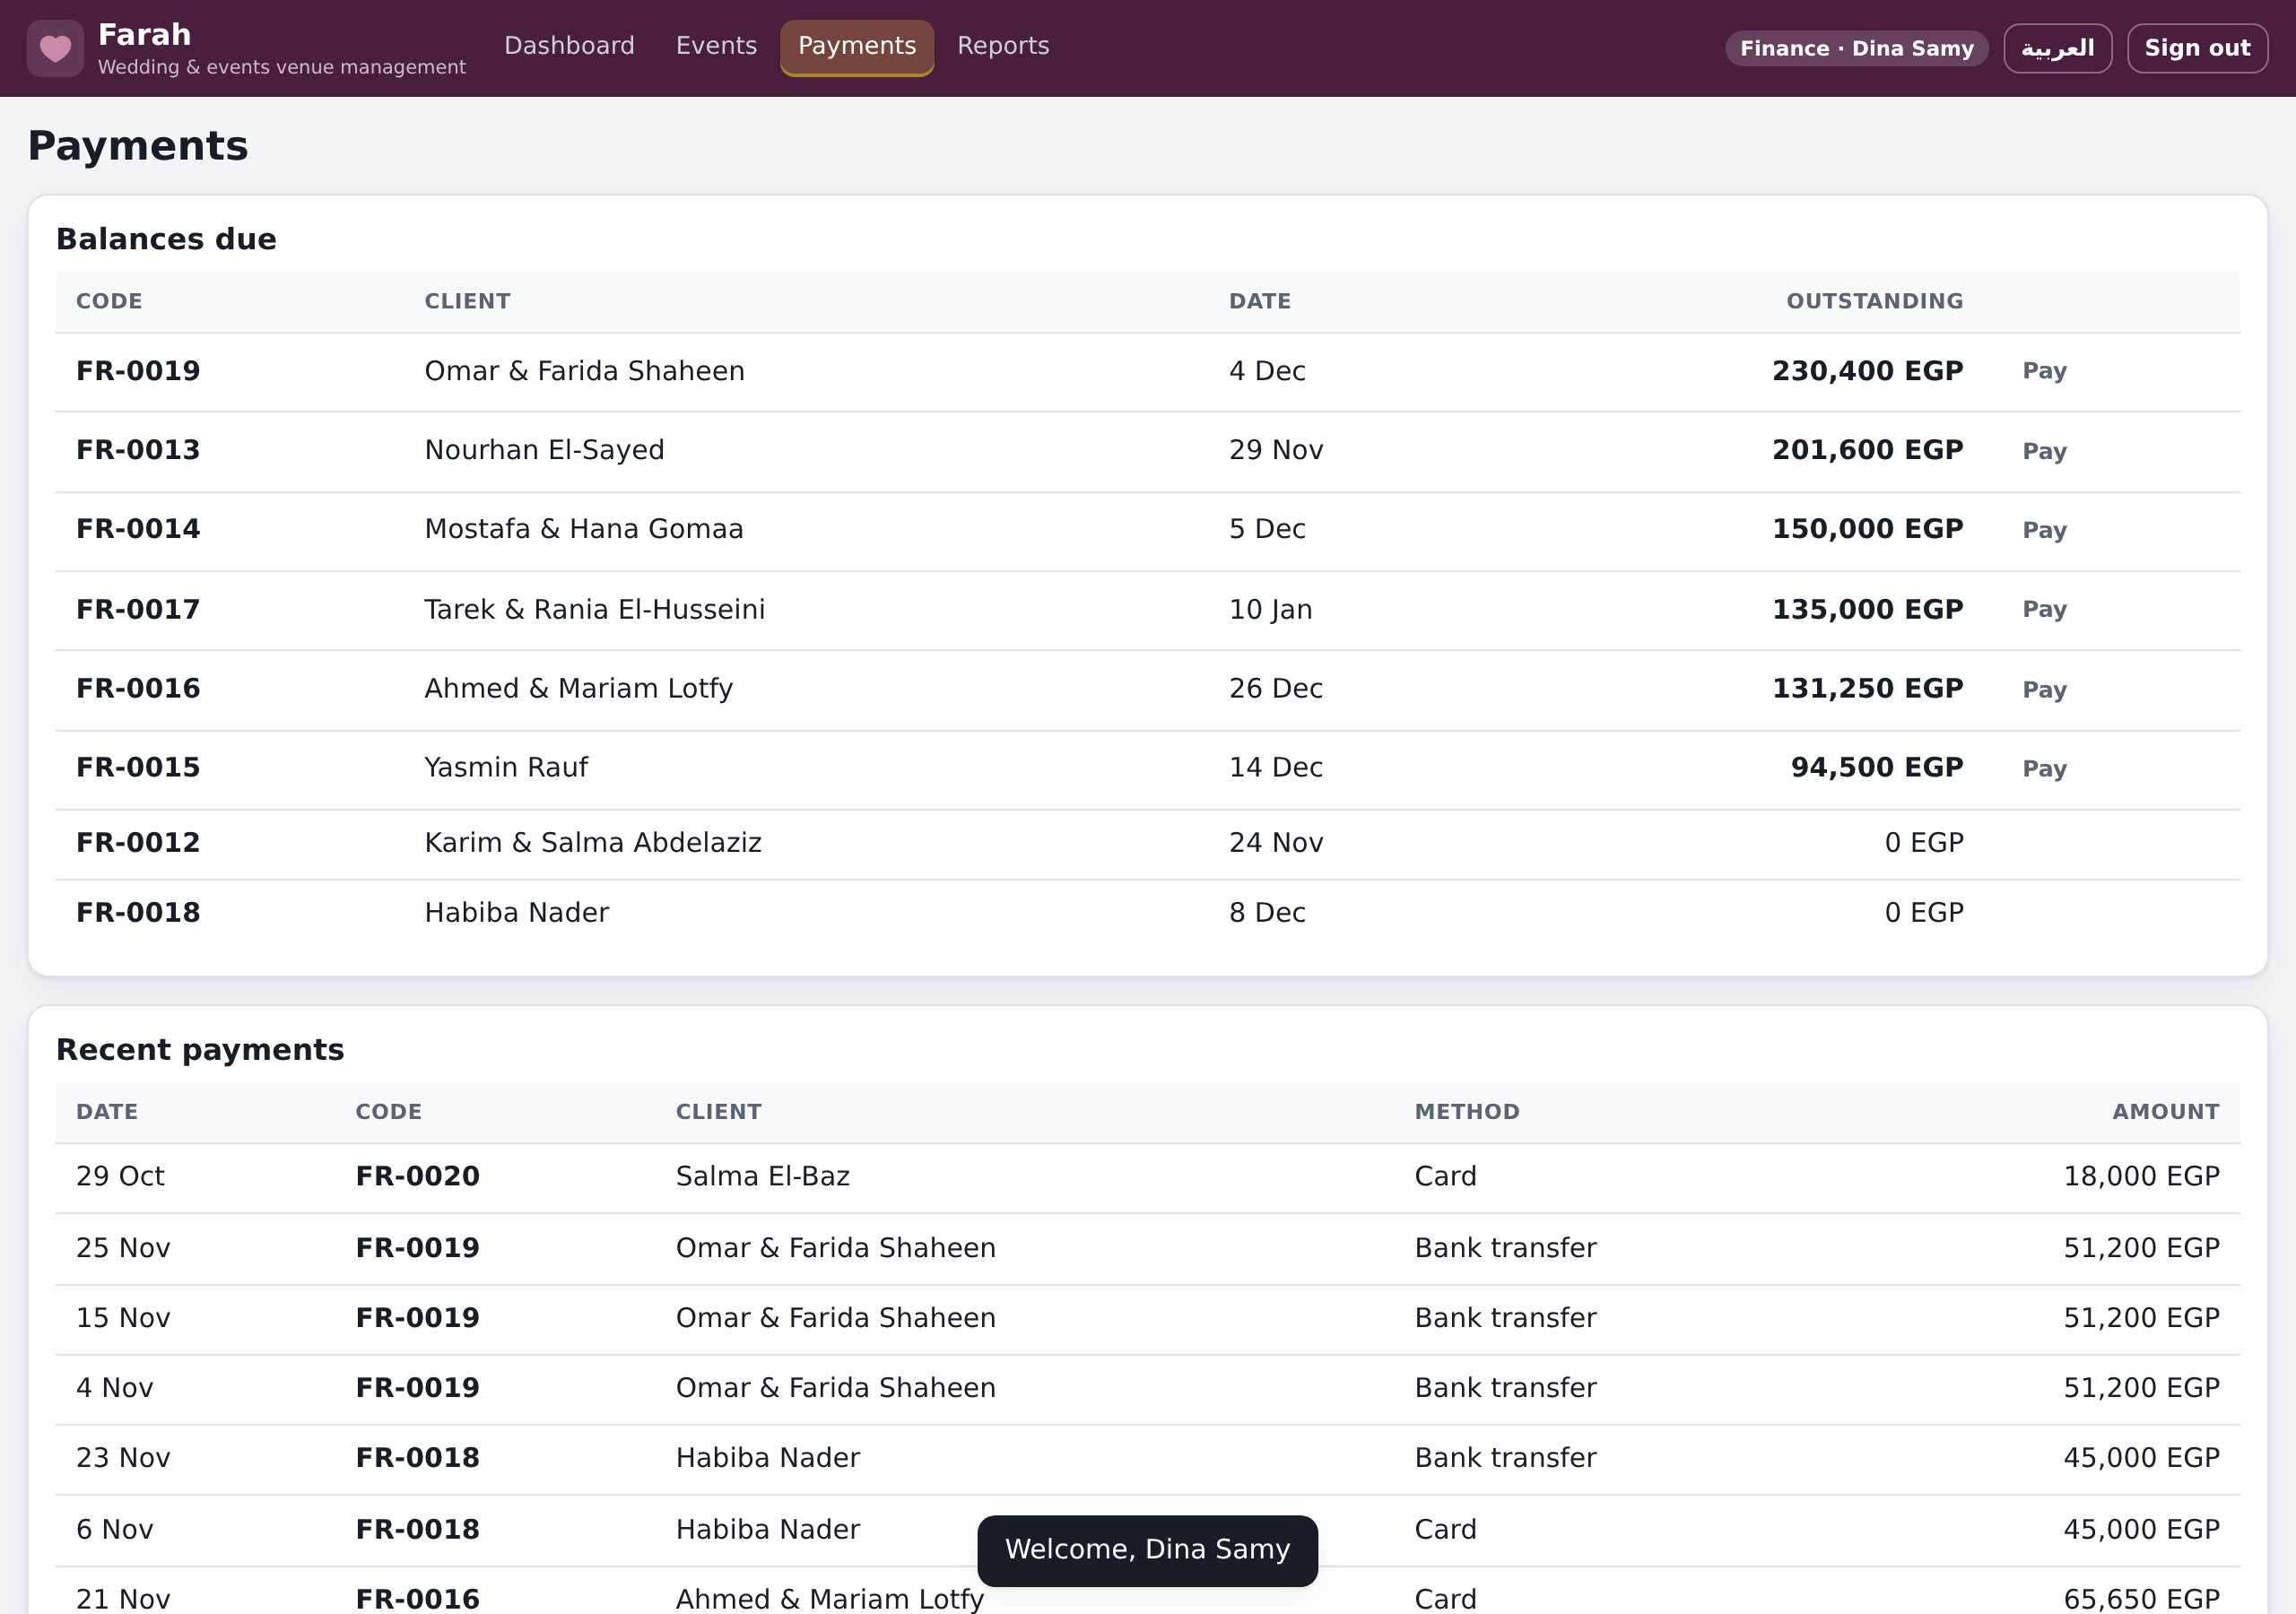 Farah
Wedding & events venue management
Dashboard Events Payments Reports
Finance · Dina Samy العربية Sign out
Payments
Balances due
CODE CLIENT DATE OUTSTANDING
FR-0019 Omar & Farida Shaheen 4 Dec 230,400 EGP Pay
FR-0013 Nourhan El-Sayed 29 Nov 201,600 EGP Pay
FR-0014 Mostafa & Hana Gomaa 5 Dec 150,000 EGP Pay
FR-0017 Tarek & Rania El-Husseini 10 Jan 135,000 EGP Pay
FR-0016 Ahmed & Mariam Lotfy 26 Dec 131,250 EGP Pay
FR-0015 Yasmin Rauf 14 Dec 94,500 EGP Pay
FR-0012 Karim & Salma Abdelaziz 24 Nov 0 EGP
FR-0018 Habiba Nader 8 Dec 0 EGP
Recent payments
DATE CODE CLIENT METHOD AMOUNT
29 Oct FR-0020 Salma El-Baz Card 18,000 EGP
25 Nov FR-0019 Omar & Farida Shaheen Bank transfer 51,200 EGP
15 Nov FR-0019 Omar & Farida Shaheen Bank transfer 51,200 EGP
4 Nov FR-0019 Omar & Farida Shaheen Bank transfer 51,200 EGP
23 Nov FR-0018 Habiba Nader Bank transfer 45,000 EGP
6 Nov FR-0018 Habiba Nader Card 45,000 EGP
Welcome, Dina Samy
21 Nov FR-0016 Ahmed & Mariam Lotfy Card 65,650 EGP